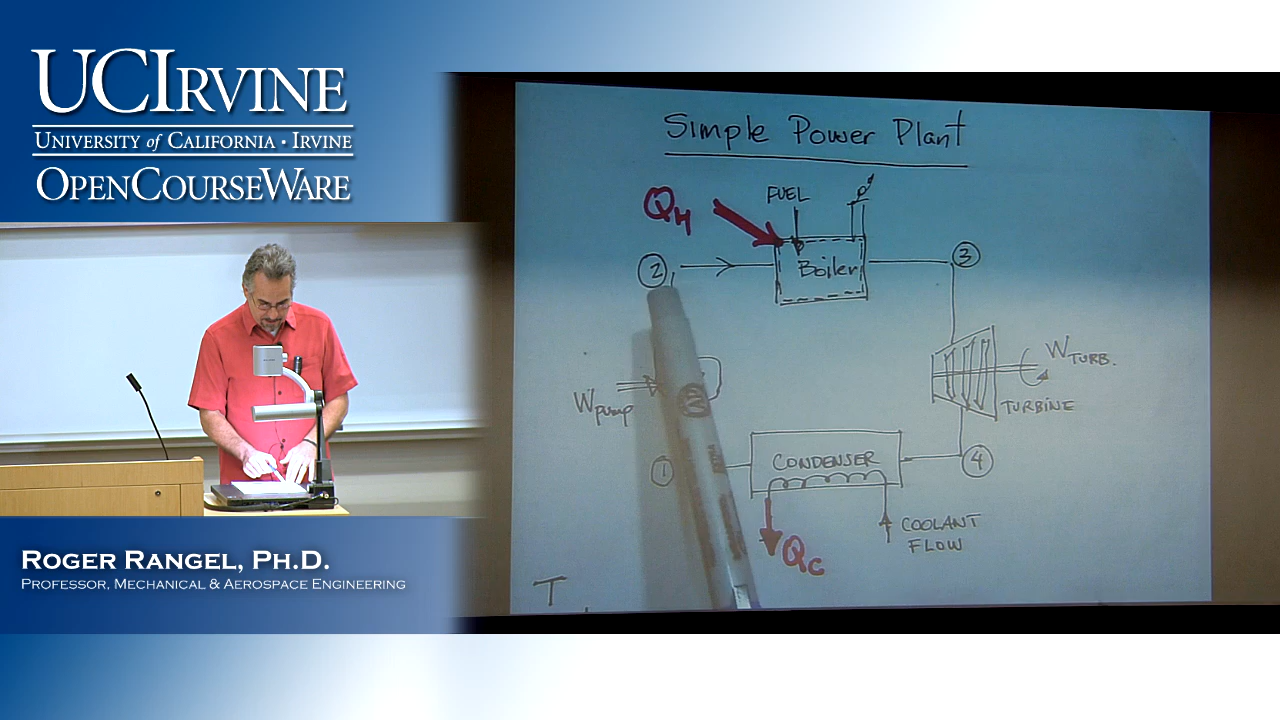 UCIRVINE
UNIVERSITY of CALIFORNIA · IRVINE
OPENCOURSEWARE
ROGER RANGEL, PH.D.
PROFESSOR, MECHANICAL & AEROSPACE ENGINEERING
Simple Power Plant
QH
FUEL
2
Boiler
3
Wpump
WTURB.
TURBINE
1
CONDENSER
4
QC
COOLANT
FLOW
T